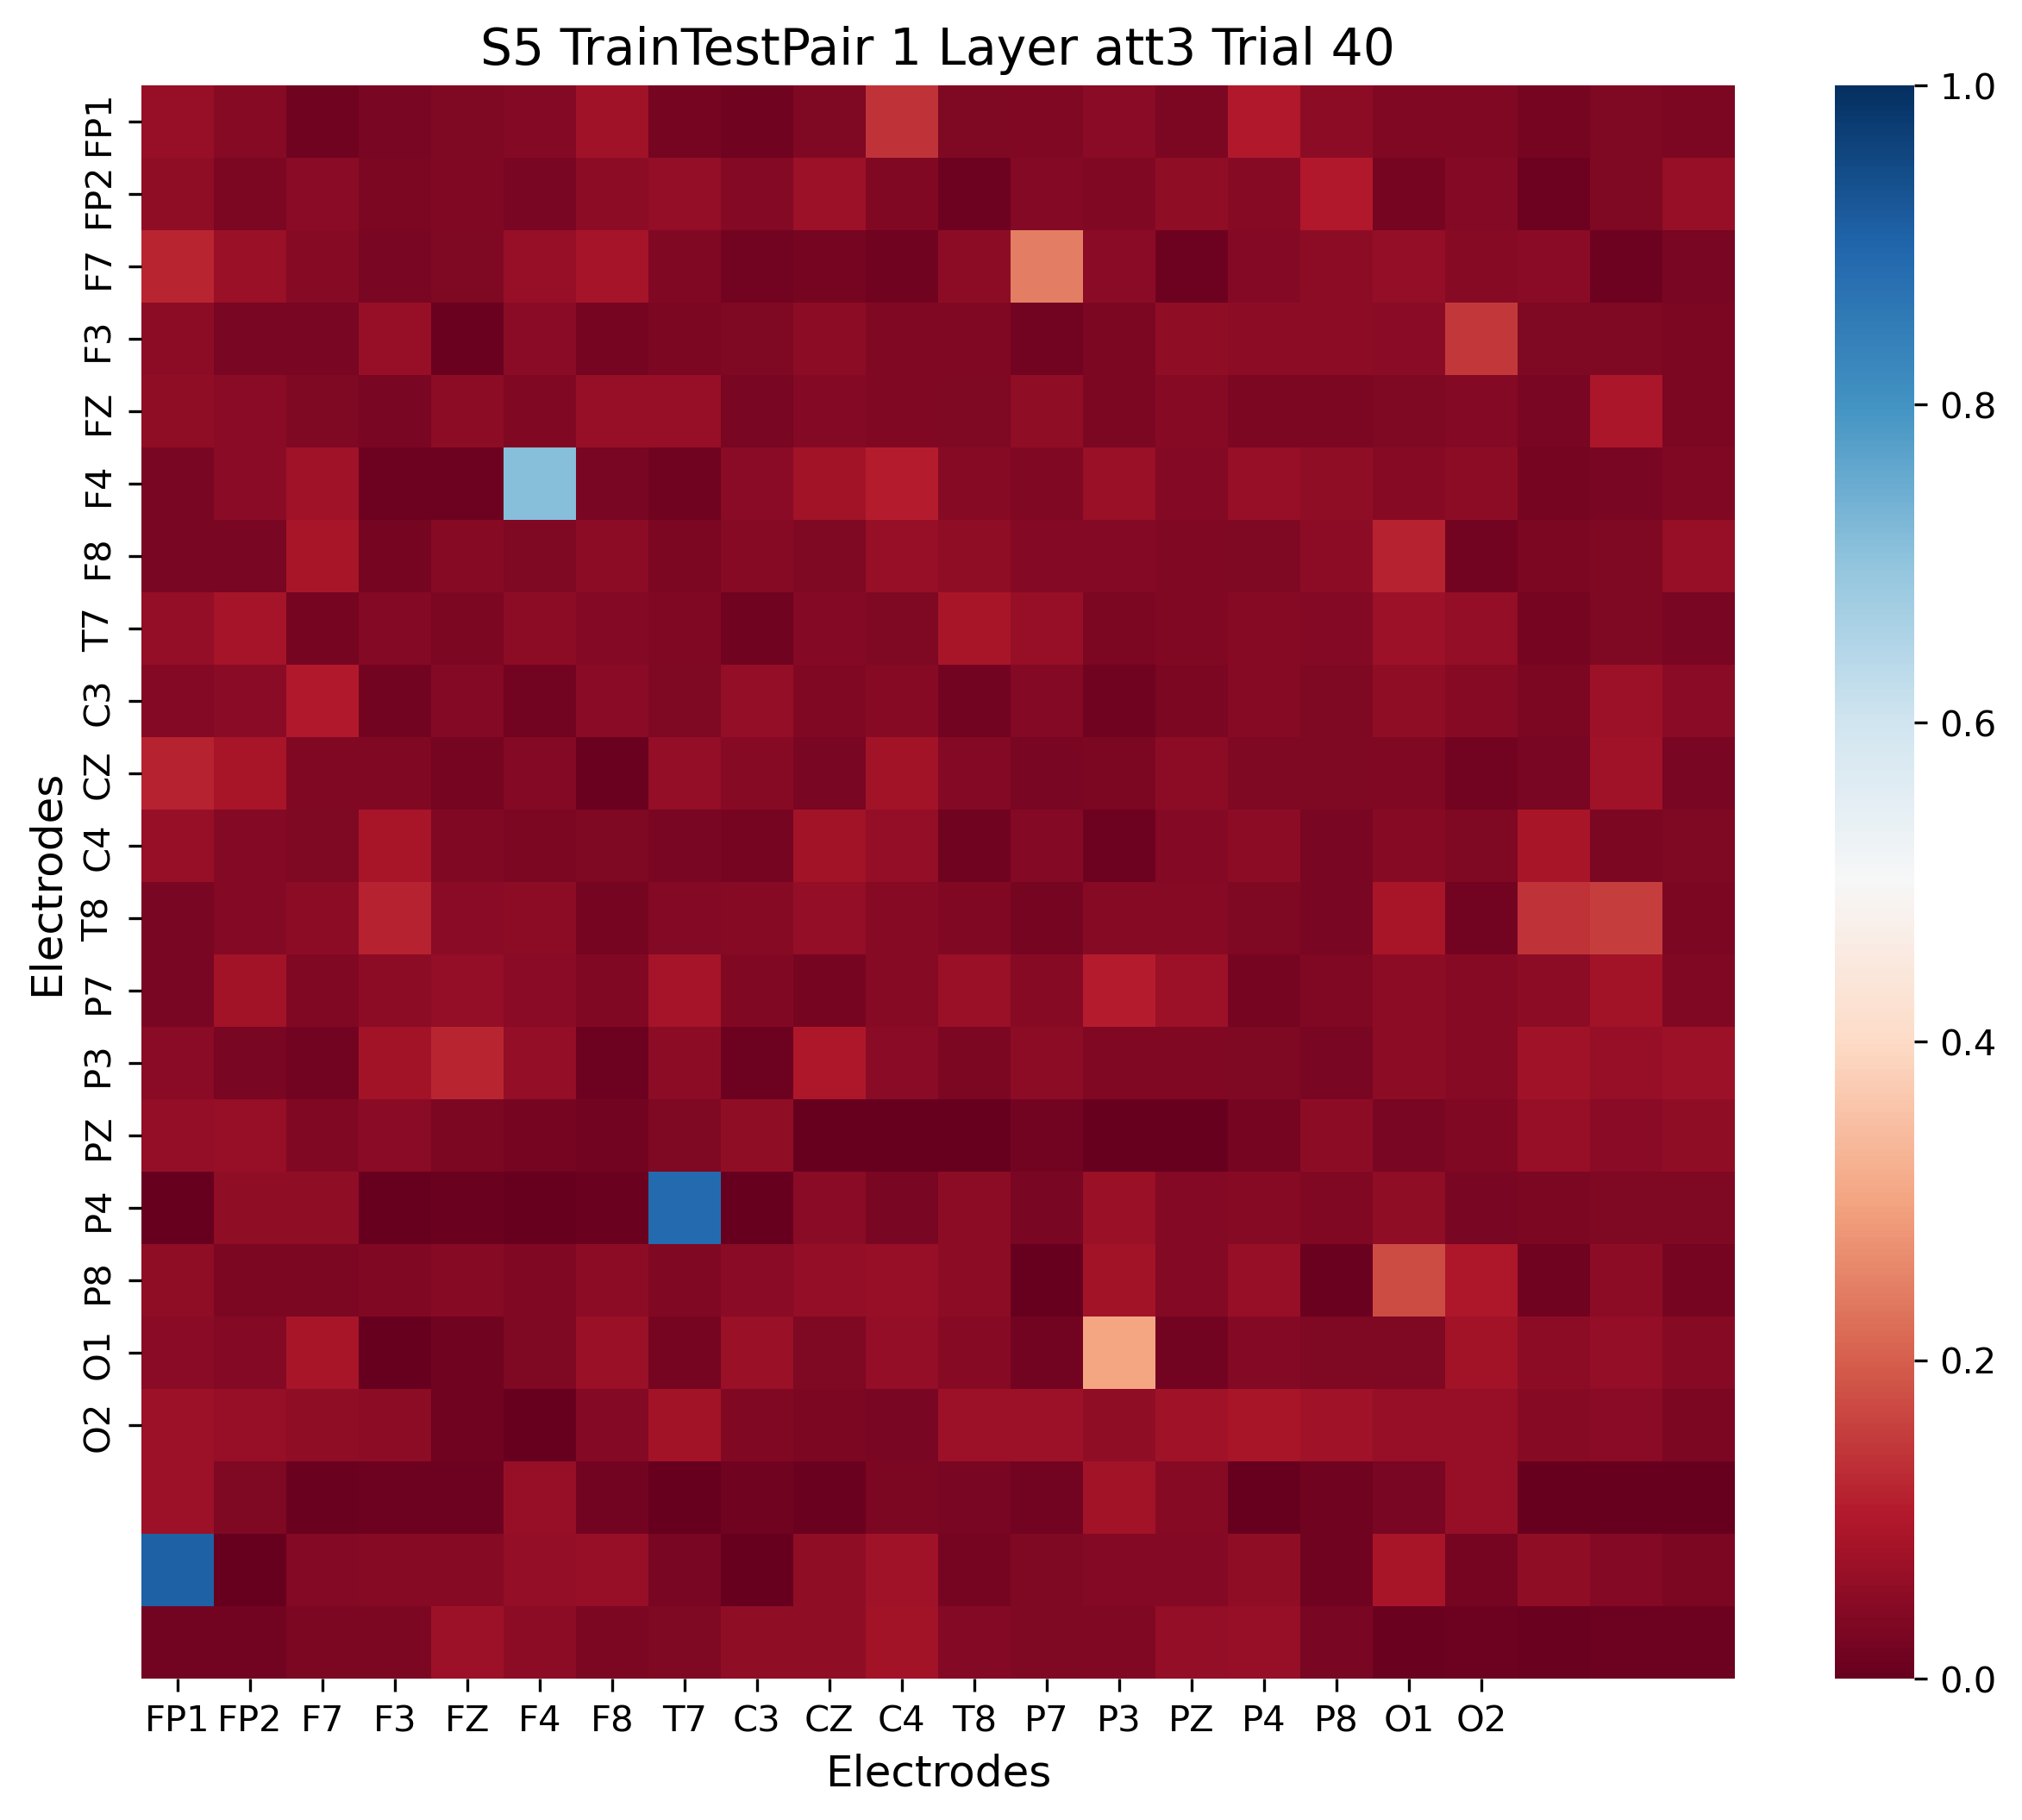 S5 TrainTestPair 1 Layer att3 Trial 40
Electrodes
FP1
FP2
F7
F3
FZ
F4
F8
T7
C3
CZ
C4
T8
P7
P3
PZ
P4
P8
O1
O2
FP1 FP2 F7 F3 FZ F4 F8 T7 C3 CZ C4 T8 P7 P3 PZ P4 P8 O1 O2
Electrodes
1.0
0.8
0.6
0.4
0.2
0.0